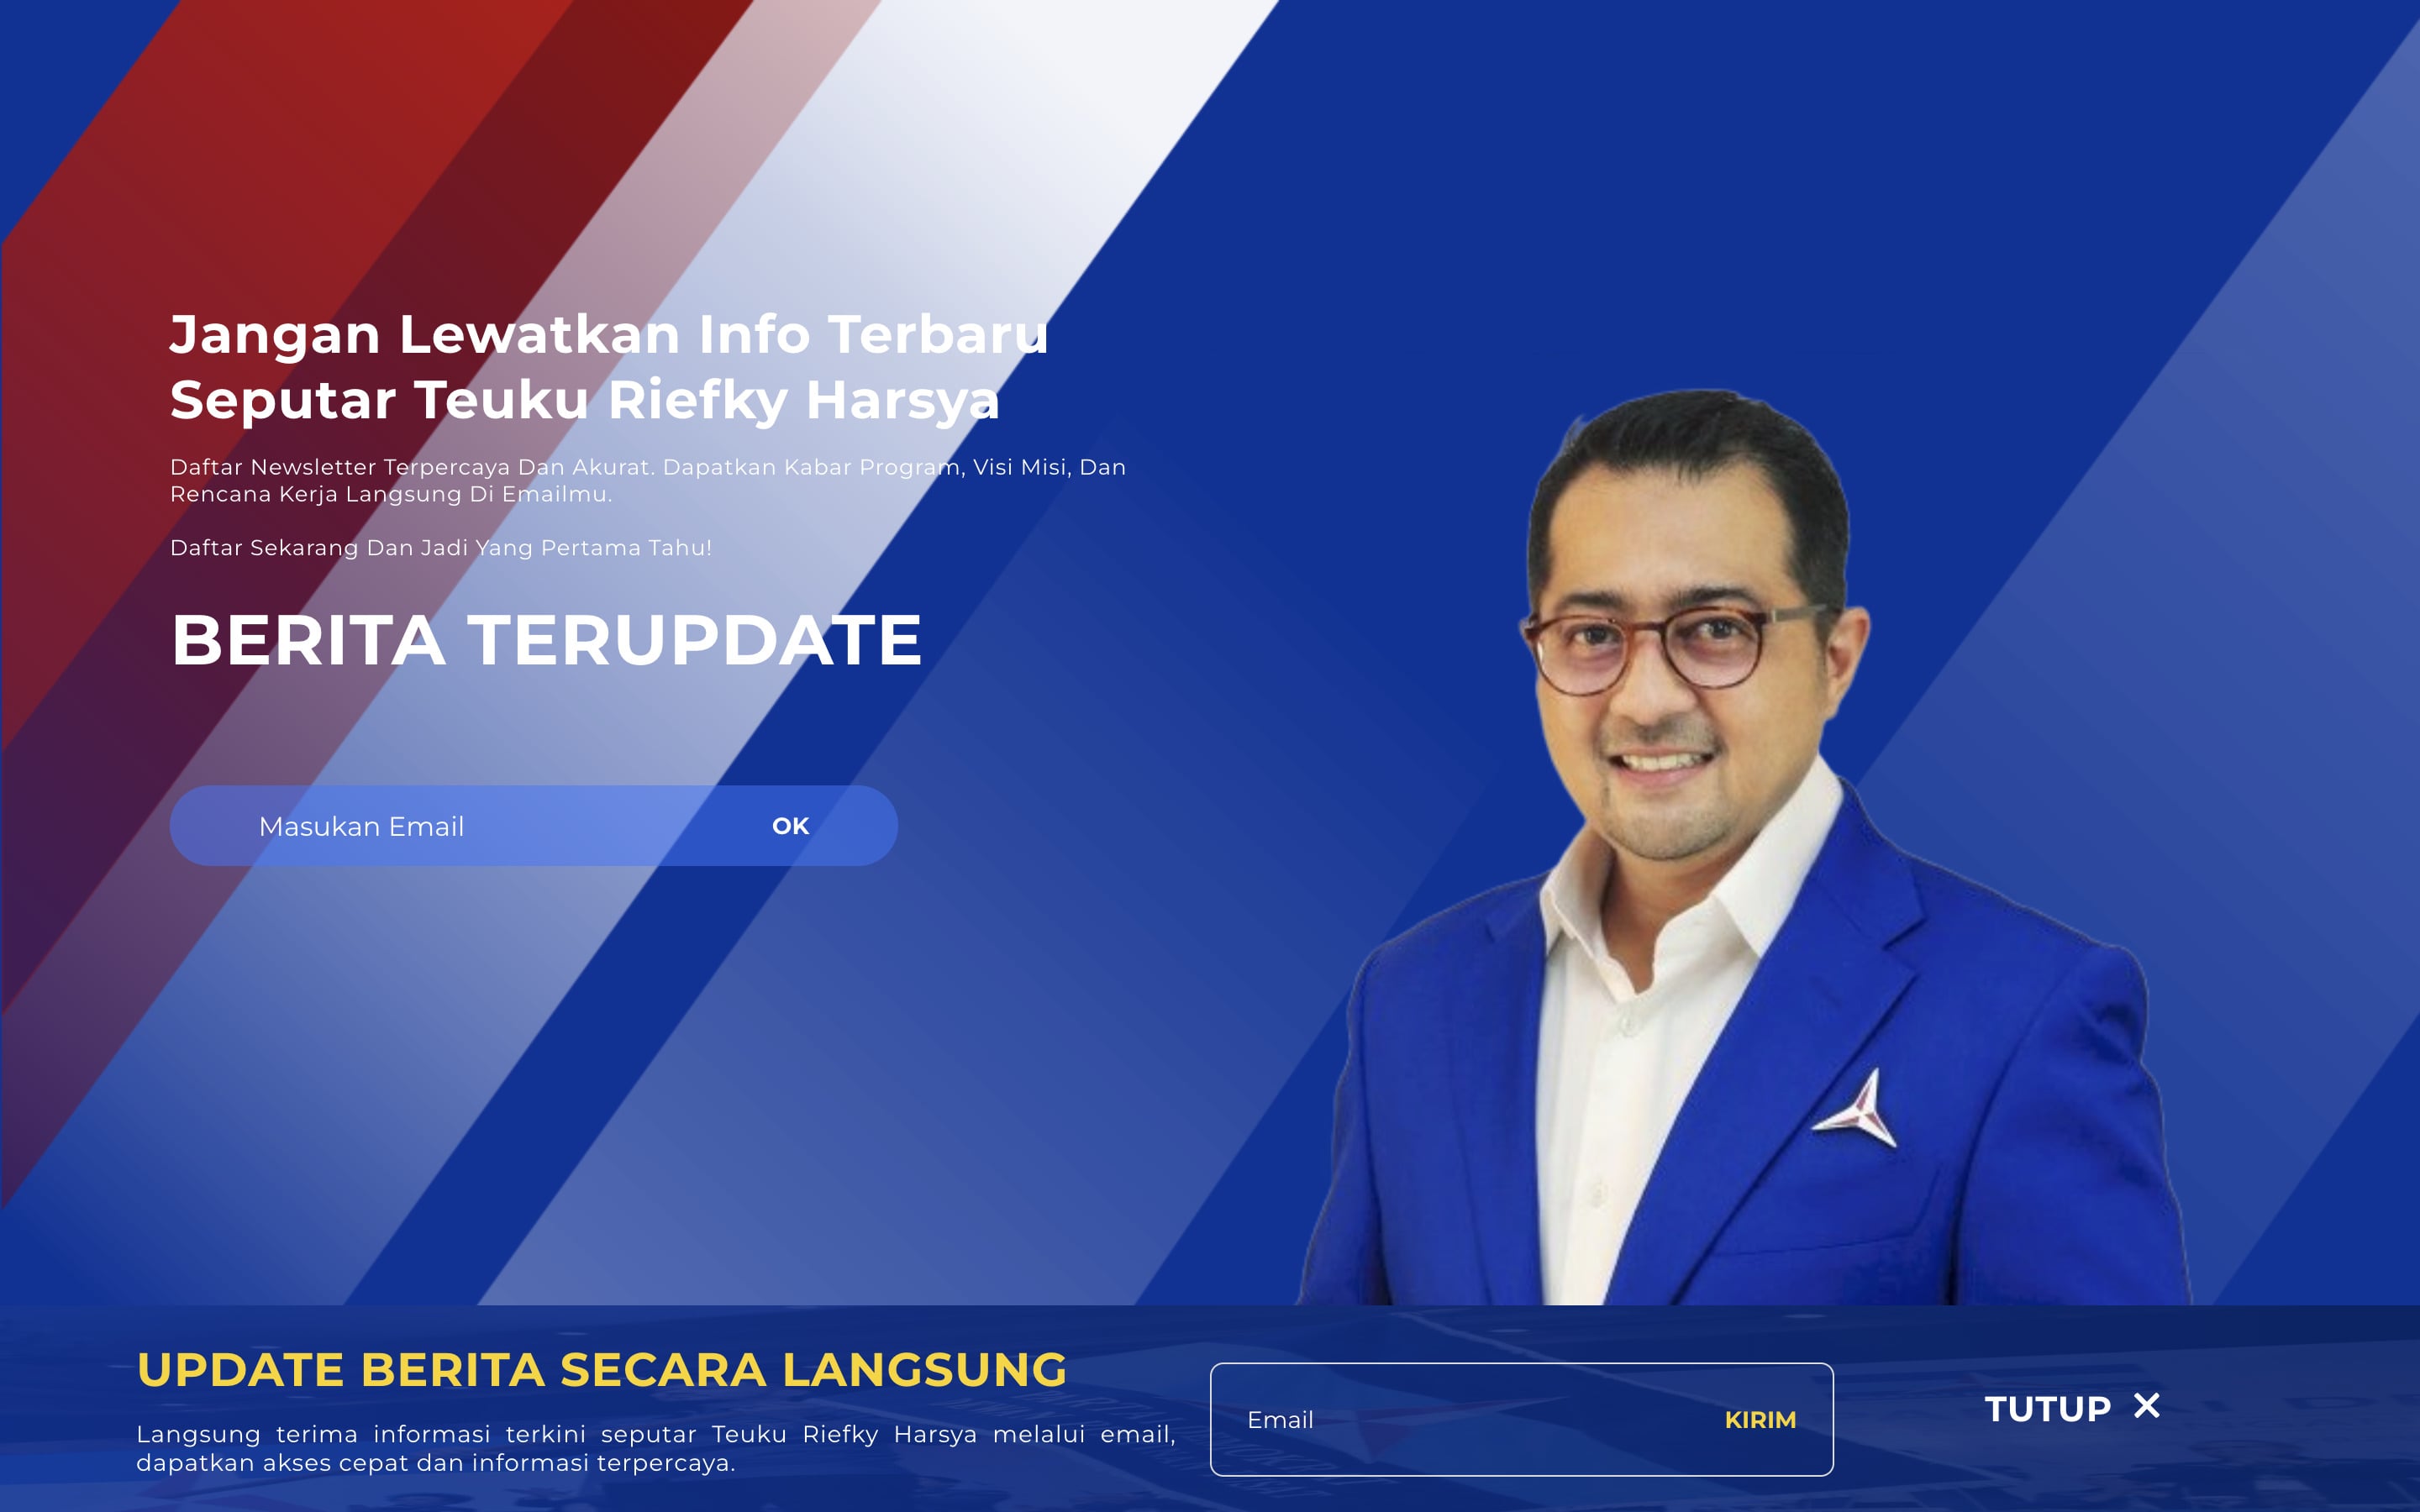 Jangan Lewatkan Info Terbaru
Seputar Teuku Riefky Harsya
Daftar Newsletter Terpercaya Dan Akurat. Dapatkan Kabar Program, Visi Misi, Dan
Rencana Kerja Langsung Di Emailmu.
Daftar Sekarang Dan Jadi Yang Pertama Tahu!
BERITA TERUPDATE
Masukan Email OK
UPDATE BERITA SECARA LANGSUNG
Langsung terima informasi terkini seputar Teuku Riefky Harsya melalui email,
dapatkan akses cepat dan informasi terpercaya.
Email KIRIM
TUTUP ✕